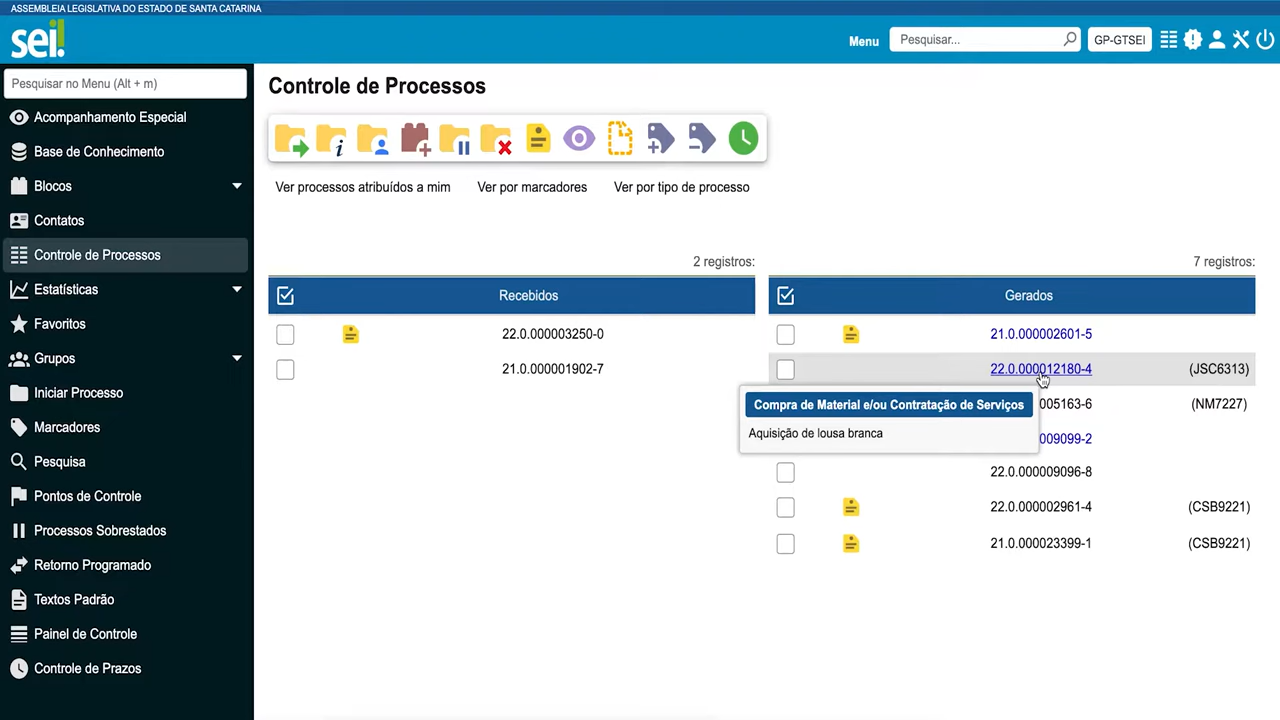 ASSEMBLEIA LEGISLATIVA DO ESTADO DE SANTA CATARINA
sei!
Menu
Pesquisar...
GP-GTSEI
Pesquisar no Menu (Alt + m)
Acompanhamento Especial
Base de Conhecimento
Blocos
Contatos
Controle de Processos
Estatísticas
Favoritos
Grupos
Iniciar Processo
Marcadores
Pesquisa
Pontos de Controle
Processos Sobrestados
Retorno Programado
Textos Padrão
Painel de Controle
Controle de Prazos
Controle de Processos
Ver processos atribuídos a mim
Ver por marcadores
Ver por tipo de processo
2 registros:
Recebidos
22.0.000003250-0
21.0.000001902-7
7 registros:
Gerados
21.0.000002601-5
22.0.000012180-4 (JSC6313)
Compra de Material e/ou Contratação de Serviços
Aquisição de lousa branca
005163-6 (NM7227)
009099-2
22.0.000009096-8
22.0.000002961-4 (CSB9221)
21.0.000023399-1 (CSB9221)